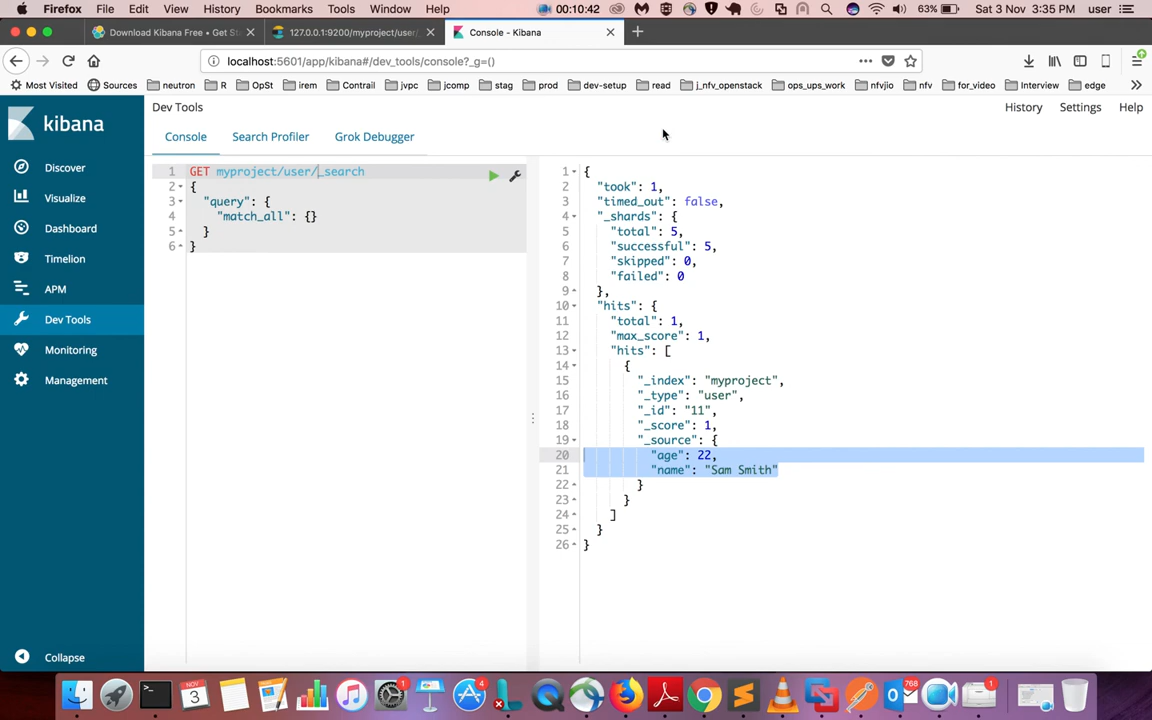 Firefox File Edit View History Bookmarks Tools Window Help 00:10:42 63% Sat 3 Nov 3:35 PM user
Download Kibana Free • Get St 127.0.0.1:9200/myproject/user/ Console - Kibana
localhost:5601/app/kibana#/dev_tools/console?_g=()
Most Visited Sources neutron R OpSt irem Contrail jvpc jcomp stag prod dev-setup read j_nfv_openstack ops_ups_work nfvjio nfv for_video Interview edge
kibana
Discover
Visualize
Dashboard
Timelion
APM
Dev Tools
Monitoring
Management
Collapse
Dev Tools History Settings Help
Console Search Profiler Grok Debugger
1 GET myproject/user/_search
2 {
3 "query": {
4 "match_all": {}
5 }
6 }
1 {
2 "took": 1,
3 "timed_out": false,
4 "_shards": {
5 "total": 5,
6 "successful": 5,
7 "skipped": 0,
8 "failed": 0
9 },
10 "hits": {
11 "total": 1,
12 "max_score": 1,
13 "hits": [
14 {
15 "_index": "myproject",
16 "_type": "user",
17 "_id": "11",
18 "_score": 1,
19 "_source": {
20 "age": 22,
21 "name": "Sam Smith"
22 }
23 }
24 ]
25 }
26 }
NOV 3 1 4 768 1